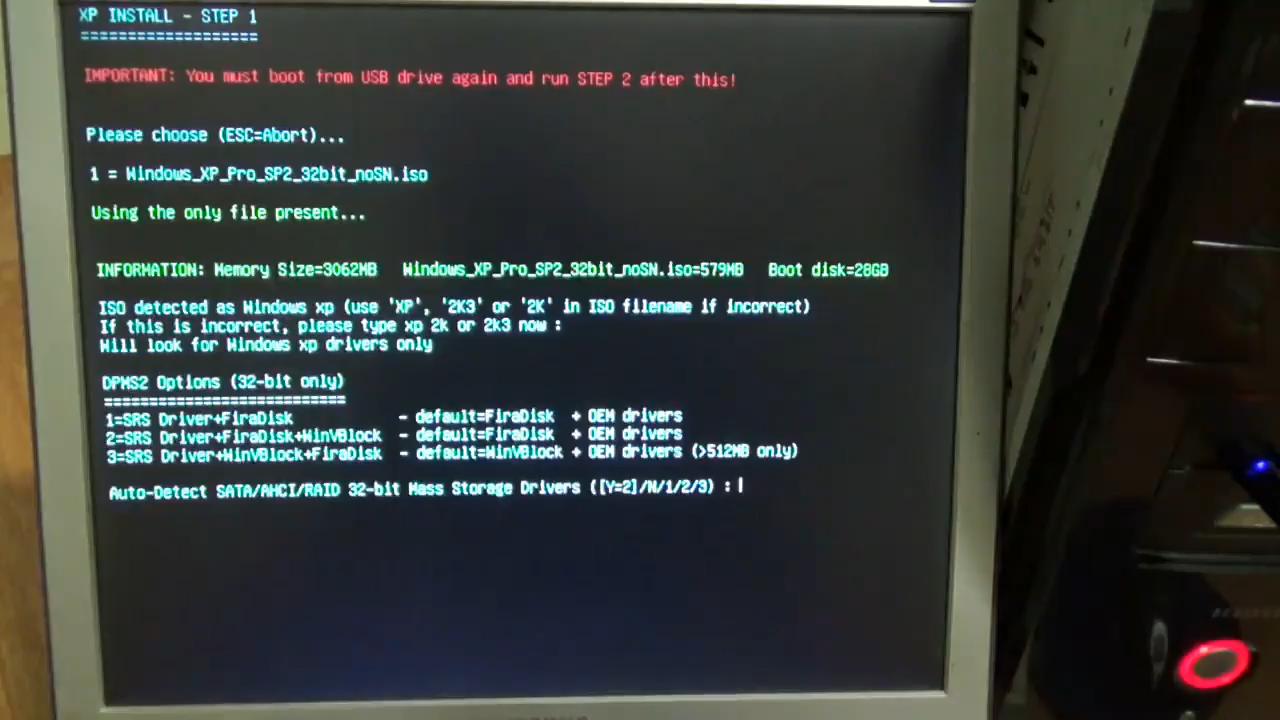 XP INSTALL - STEP 1
===================
IMPORTANT: You must boot from USB drive again and run STEP 2 after this!
Please choose (ESC=Abort)...
1 = Windows_XP_Pro_SP2_32bit_noSN.iso
Using the only file present...
INFORMATION: Memory Size=3062MB   Windows_XP_Pro_SP2_32bit_noSN.iso=579MB   Boot disk=28GB
ISO detected as Windows xp (use 'XP', '2K3' or '2K' in ISO filename if incorrect)
If this is incorrect, please type xp 2k or 2k3 now :
Will look for Windows xp drivers only
DPMS2 Options (32-bit only)
===========================
1=SRS Driver+FiraDisk            - default=FiraDisk  + OEM drivers
2=SRS Driver+FiraDisk+WinVBlock  - default=FiraDisk  + OEM drivers
3=SRS Driver+WinVBlock+FiraDisk  - default=WinVBlock + OEM drivers (>512MB only)
Auto-Detect SATA/AHCI/RAID 32-bit Mass Storage Drivers ([Y=2]/N/1/2/3) :